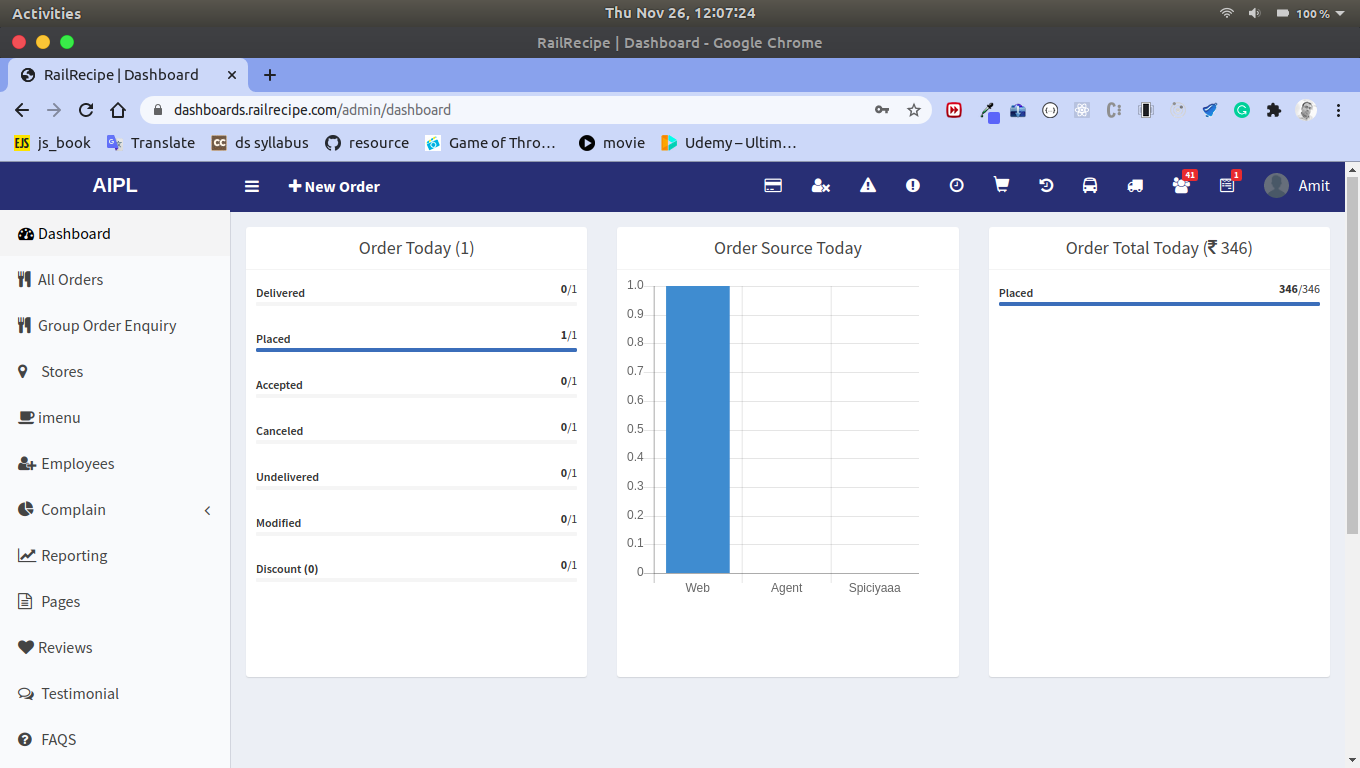 Activities
Thu Nov 26, 12:07:24
100 %
RailRecipe | Dashboard - Google Chrome
RailRecipe | Dashboard
dashboards.railrecipe.com/admin/dashboard
EJS js_book
Translate
CC ds syllabus
resource
Game of Thro…
movie
Udemy – Ultim…
AIPL
New Order
41
1
Amit
Dashboard
All Orders
Group Order Enquiry
Stores
imenu
Employees
Complain
Reporting
Pages
Reviews
Testimonial
FAQS
Order Today (1)
Delivered 0/1
Placed 1/1
Accepted 0/1
Canceled 0/1
Undelivered 0/1
Modified 0/1
Discount (0) 0/1
Order Source Today
1.0
0.9
0.8
0.7
0.6
0.5
0.4
0.3
0.2
0.1
0
Web Agent Spiciyaaa
Order Total Today (₹ 346)
Placed 346/346